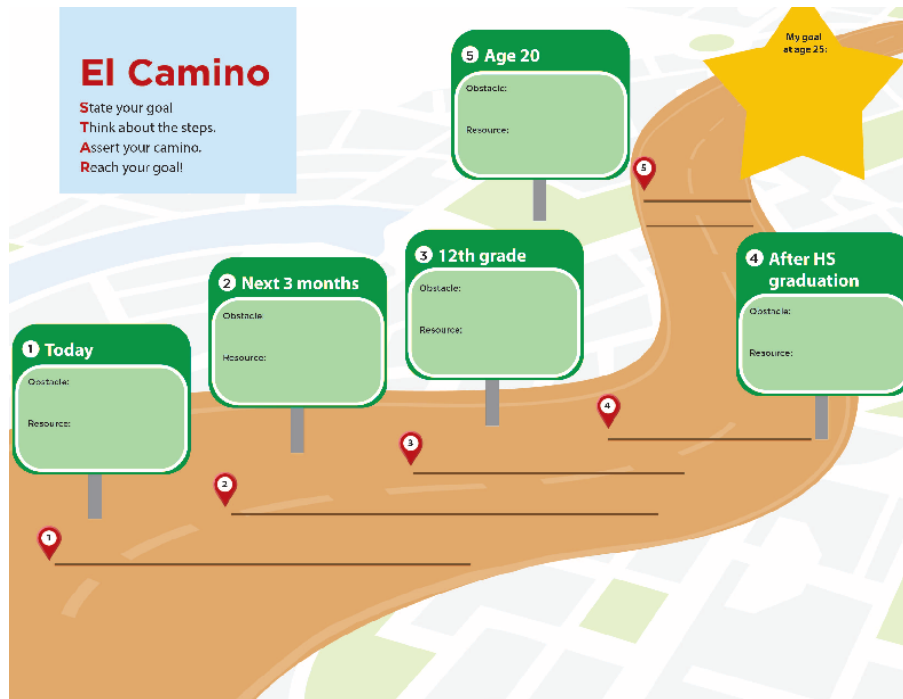 El Camino
State your goal
Think about the steps.
Assert your camino.
Reach your goal!
My goal
at age 25:
5 Age 20
Obstacle:
Resource:
5
3 12th grade
Obstacle:
Resource:
4 After HS
graduation
Obstacle:
Resource:
2 Next 3 months
Obstacle:
Resource:
1 Today
Obstacle:
Resource:
4
3
2
1